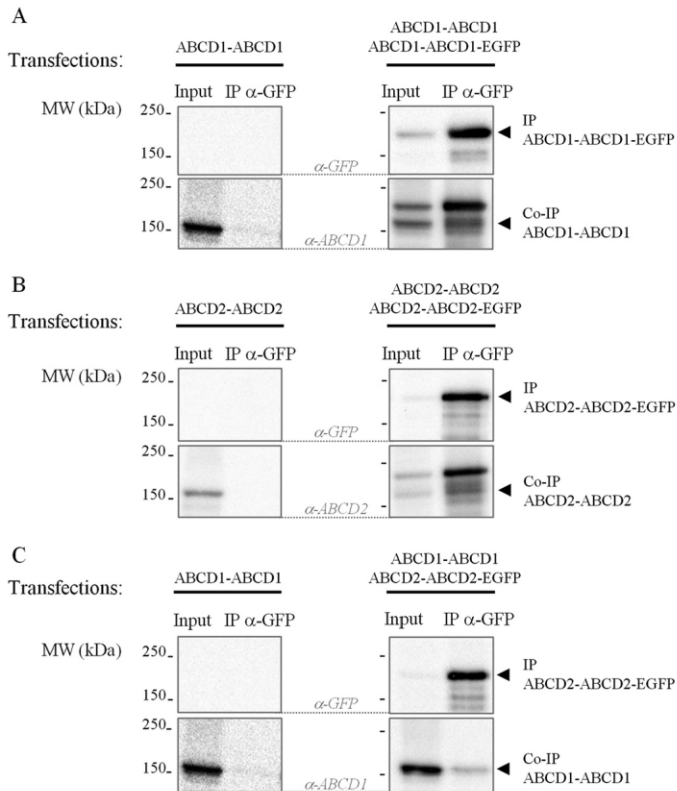 A
Transfections:
ABCD1-ABCD1
ABCD1-ABCD1
ABCD1-ABCD1-EGFP
MW (kDa)
Input IP α-GFP
Input IP α-GFP
250
150
α-GFP
IP
ABCD1-ABCD1-EGFP
250
150
α-ABCD1
Co-IP
ABCD1-ABCD1
B
Transfections:
ABCD2-ABCD2
ABCD2-ABCD2
ABCD2-ABCD2-EGFP
MW (kDa)
Input IP α-GFP
Input IP α-GFP
250
150
α-GFP
IP
ABCD2-ABCD2-EGFP
250
150
α-ABCD2
Co-IP
ABCD2-ABCD2
C
Transfections:
ABCD1-ABCD1
ABCD1-ABCD1
ABCD2-ABCD2-EGFP
MW (kDa)
Input IP α-GFP
Input IP α-GFP
250
150
α-GFP
IP
ABCD2-ABCD2-EGFP
250
150
α-ABCD1
Co-IP
ABCD1-ABCD1